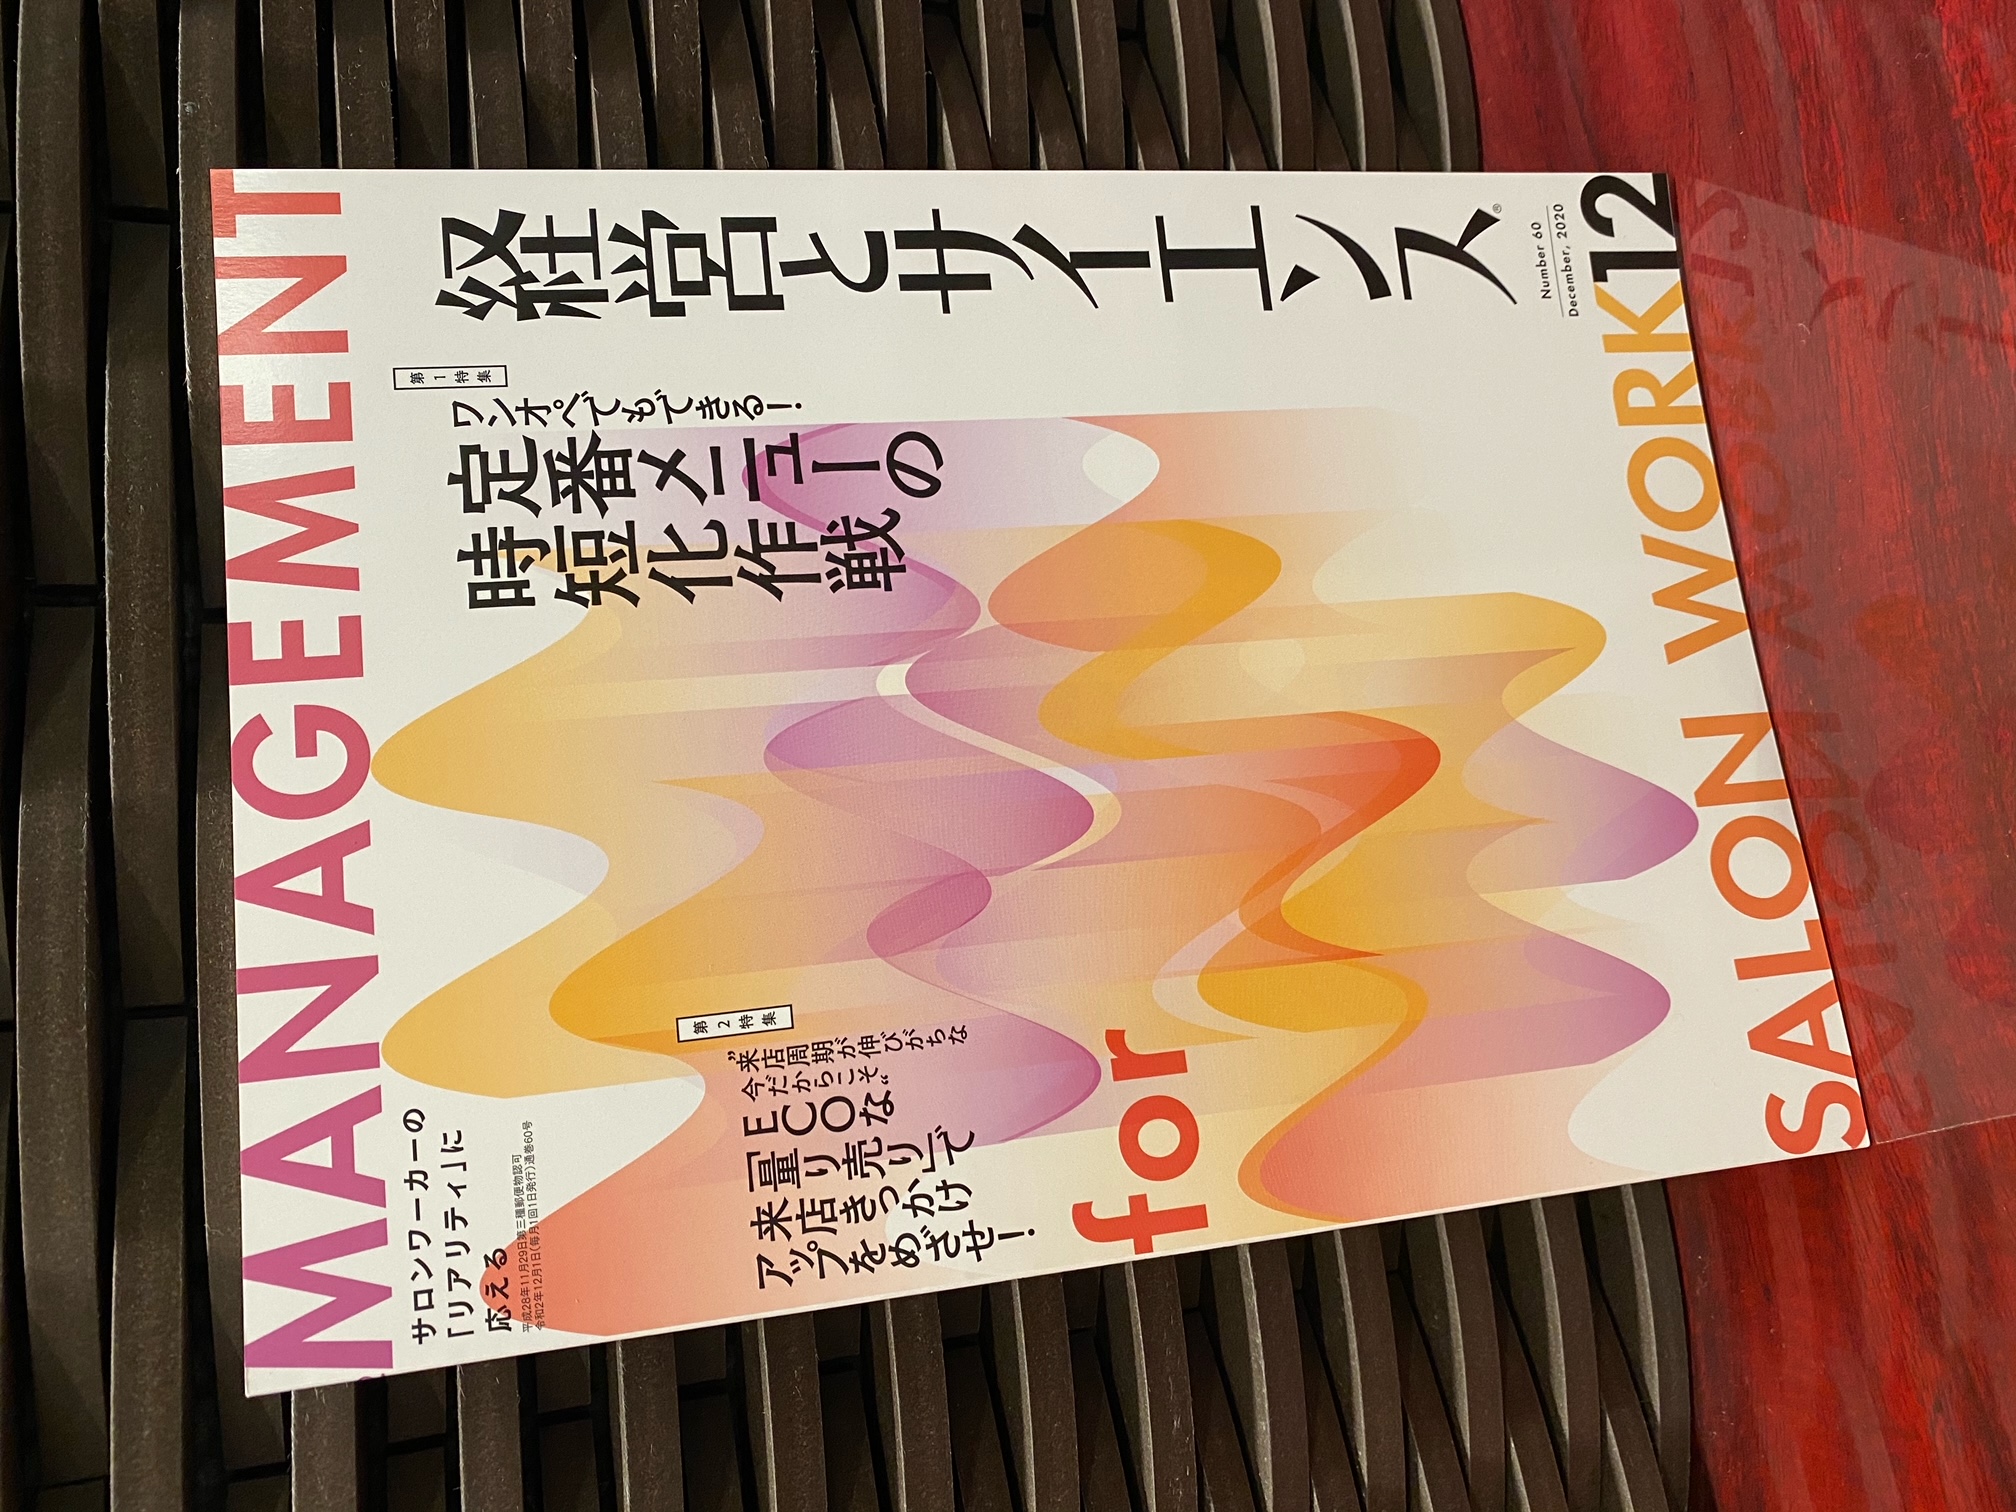 MANAGEMENT
for
SALON WORK
12
Number 60
December, 2020
経営とサイエンス®
第1特集
ワンオペでもできる!
定番メニューの
時短化作戦
第2特集
"来店周期が伸びがちな
今だからこそ"
ECOな
「量り売り」で
来店きっかけ
アップをめざせ!
サロンワーカーの
「リアリティ」に
応える
平成28年11月29日第三種郵便物認可
令和2年12月1日(毎月1回1日発行)通巻60号